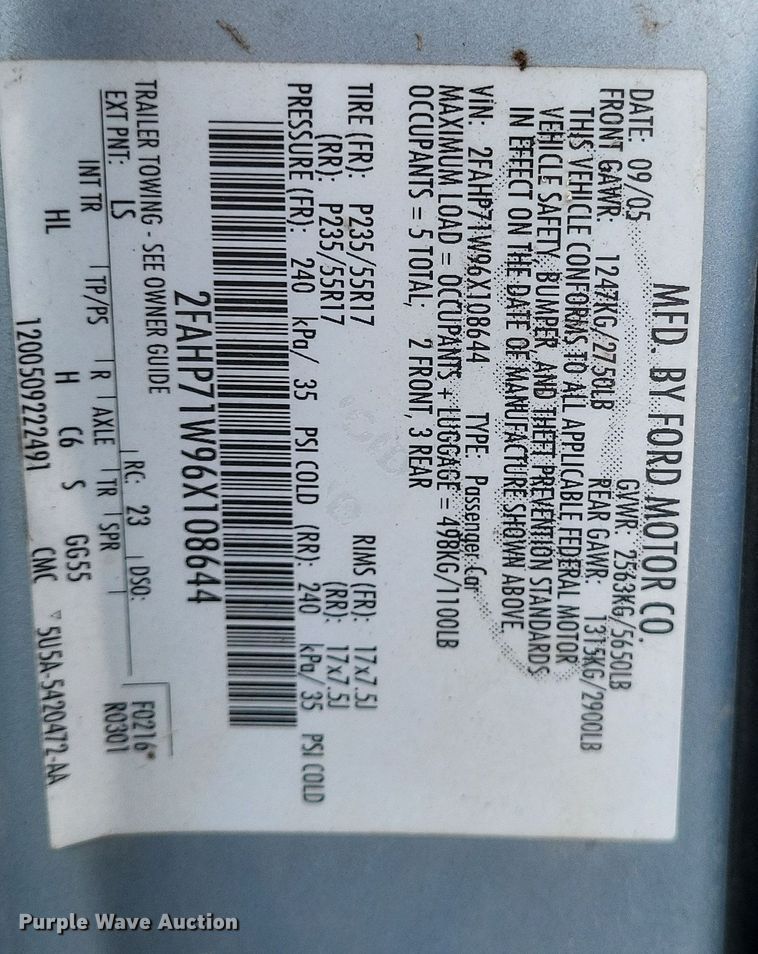 MFD. BY FORD MOTOR CO.
DATE: 09/05 GVWR: 2563KG/5650LB
FRONT GAWR: 1247KG/2750LB REAR GAWR: 1315KG/2900LB
THIS VEHICLE CONFORMS TO ALL APPLICABLE FEDERAL MOTOR
VEHICLE SAFETY, BUMPER, AND THEFT PREVENTION STANDARDS
IN EFFECT ON THE DATE OF MANUFACTURE SHOWN ABOVE
VIN: 2FAHP71W96X108644 TYPE: Passenger Car
MAXIMUM LOAD = OCCUPANTS + LUGGAGE = 498KG/1100LB
OCCUPANTS = 5 TOTAL; 2 FRONT, 3 REAR
TIRE (FR): P235/55R17 RIMS (FR): 17x7.5J
(RR): P235/55R17 (RR): 17x7.5J
PRESSURE (FR): 240 kPa/ 35 PSI COLD (RR): 240 kPa/35 PSI COLD
2FAHP71W96X108644
TRAILER TOWING - SEE OWNER GUIDE F0216*
EXT PNT: LS RC: 23 DSO: R0301
INT TR TP/PS R AXLE TR SPR
HL H C6 S GG55
1200509222491 CMC ▽ 5U5A-5420472-AA
Purple Wave Auction